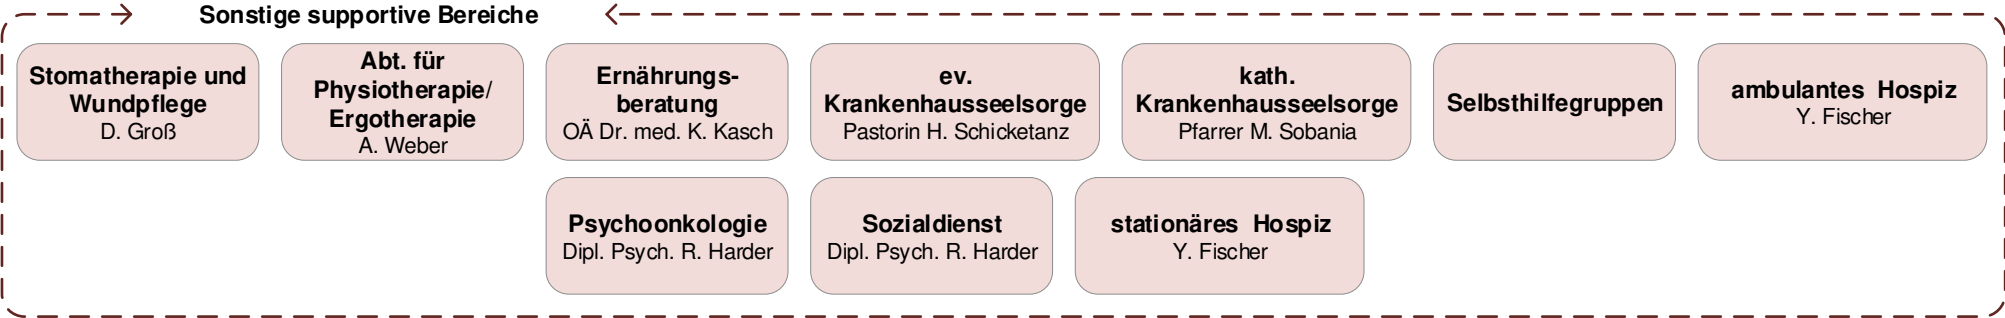 Sonstige supportive Bereiche
Stomatherapie und
Wundpflege
D. Groß
Abt. für
Physiotherapie/
Ergotherapie
A. Weber
Ernährungs-
beratung
OÄ Dr. med. K. Kasch
ev.
Krankenhausseelsorge
Pastorin H. Schicketanz
kath.
Krankenhausseelsorge
Pfarrer M. Sobania
Selbsthilfegruppen
ambulantes Hospiz
Y. Fischer
Psychoonkologie
Dipl. Psych. R. Harder
Sozialdienst
Dipl. Psych. R. Harder
stationäres Hospiz
Y. Fischer